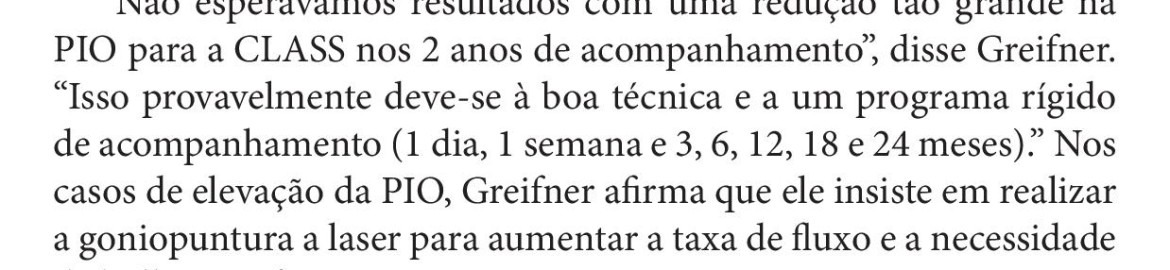 Não esperávamos resultados com uma redução tão grande na
PIO para a CLASS nos 2 anos de acompanhamento”, disse Greifner.
“Isso provavelmente deve-se à boa técnica e a um programa rígido
de acompanhamento (1 dia, 1 semana e 3, 6, 12, 18 e 24 meses).” Nos
casos de elevação da PIO, Greifner afirma que ele insiste em realizar
a goniopuntura a laser para aumentar a taxa de fluxo e a necessidade